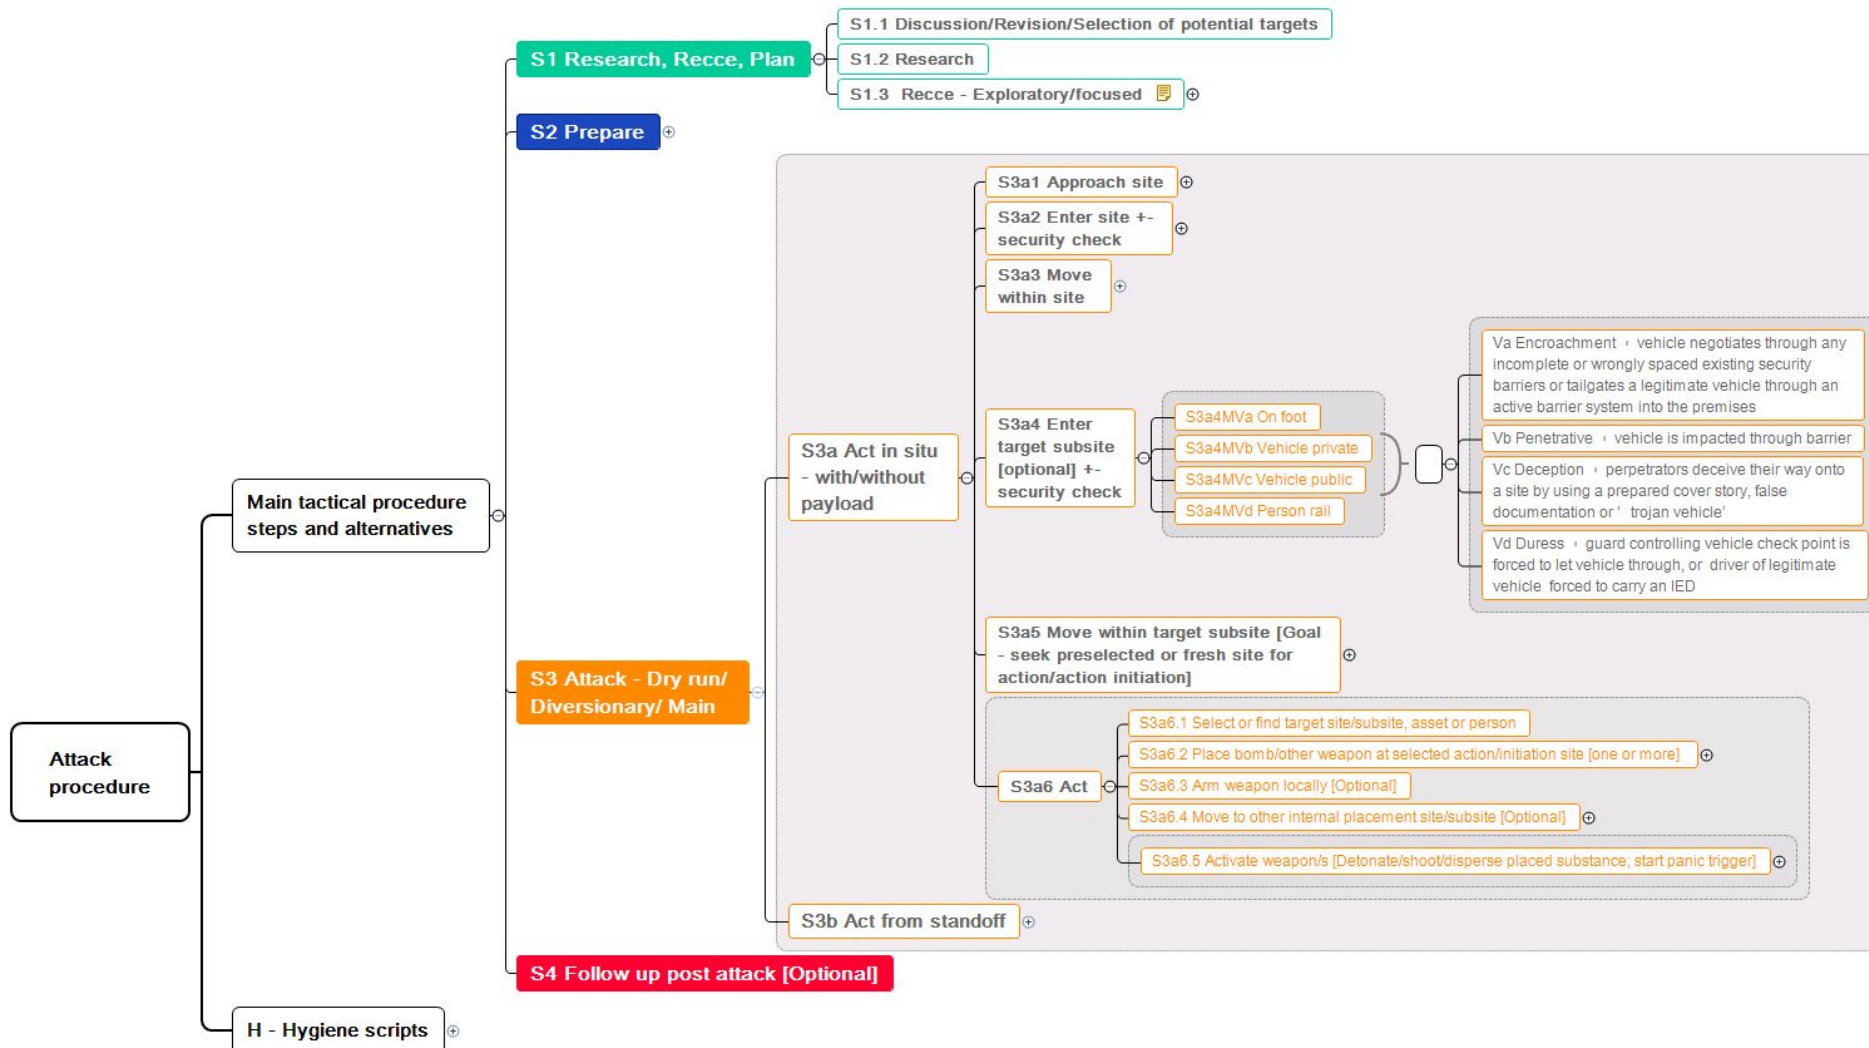 S1.1 Discussion/Revision/Selection of potential targets
S1 Research, Recce, Plan
S1.2 Research
S1.3 Recce - Exploratory/focused
S2 Prepare
S3a1 Approach site
S3a2 Enter site +-
security check
S3a3 Move
within site
Va Encroachment ' vehicle negotiates through any
incomplete or wrongly spaced existing security
barriers or tailgates a legitimate vehicle through an
active barrier system into the premises
S3a4 Enter
target subsite
[optional] +-
security check
S3a4MVa On foot
S3a4MVb Vehicle private
S3a4MVc Vehicle public
S3a4MVd Person rail
Vb Penetrative ' vehicle is impacted through barrier
Vc Deception ' perpetrators deceive their way onto
a site by using a prepared cover story, false
documentation or ' trojan vehicle'
Vd Duress ' guard controlling vehicle check point is
forced to let vehicle through, or driver of legitimate
vehicle forced to carry an IED
S3a Act in situ
- with/without
payload
Main tactical procedure
steps and alternatives
S3a5 Move within target subsite [Goal
- seek preselected or fresh site for
action/action initiation]
S3 Attack - Dry run/
Diversionary/ Main
Attack
procedure
S3a6 Act
S3a6.1 Select or find target site/subsite, asset or person
S3a6.2 Place bomb/other weapon at selected action/initiation site [one or more]
S3a6.3 Arm weapon locally [Optional]
S3a6.4 Move to other internal placement site/subsite [Optional]
S3a6.5 Activate weapon/s [Detonate/shoot/disperse placed substance; start panic trigger]
S3b Act from standoff
S4 Follow up post attack [Optional]
H - Hygiene scripts